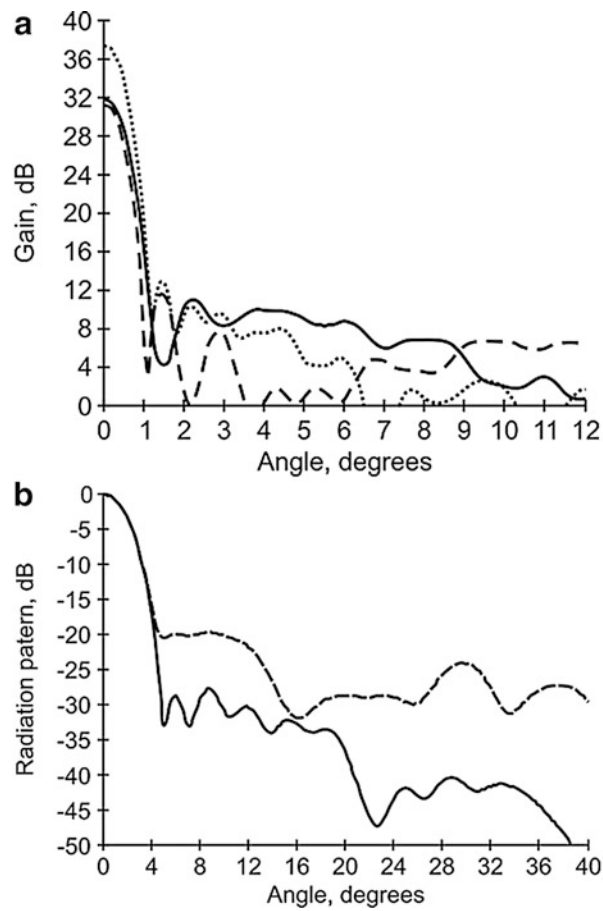 a
Gain, dB
40
36
32
28
24
20
16
12
8
4
0
0 1 2 3 4 5 6 7 8 9 10 11 12
Angle, degrees
b
Radiation patern, dB
0
-5
-10
-15
-20
-25
-30
-35
-40
-45
-50
0 4 8 12 16 20 24 28 32 36 40
Angle, degrees